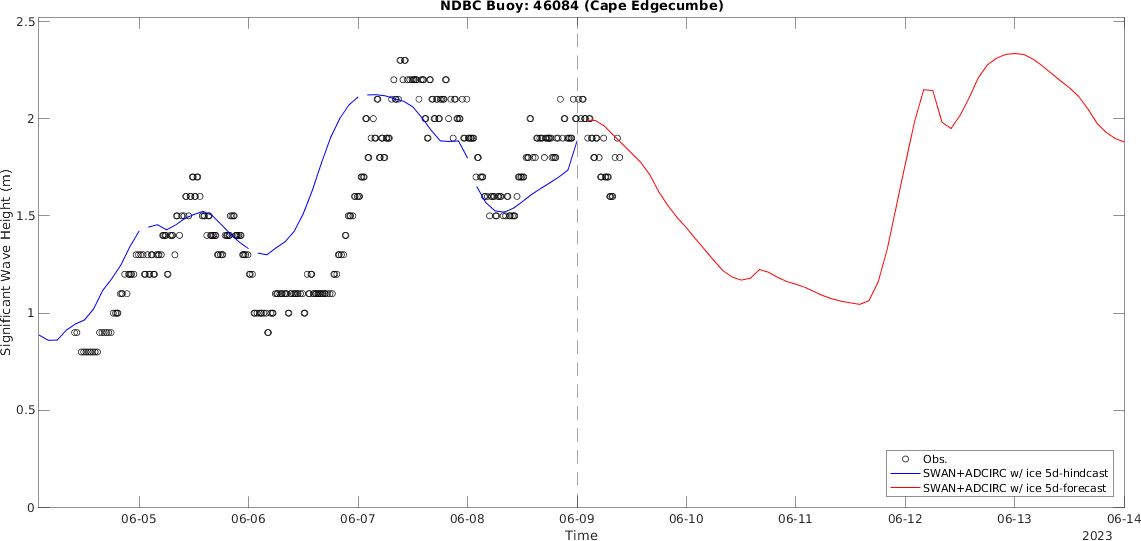 NDBC Buoy: 46084 (Cape Edgecumbe)
2.5
2
1.5
1
0.5
0
Significant Wave Height (m)
Obs.
SWAN+ADCIRC w/ ice 5d-hindcast
SWAN+ADCIRC w/ ice 5d-forecast
06-05 06-06 06-07 06-08 06-09 06-10 06-11 06-12 06-13 06-14
Time
2023